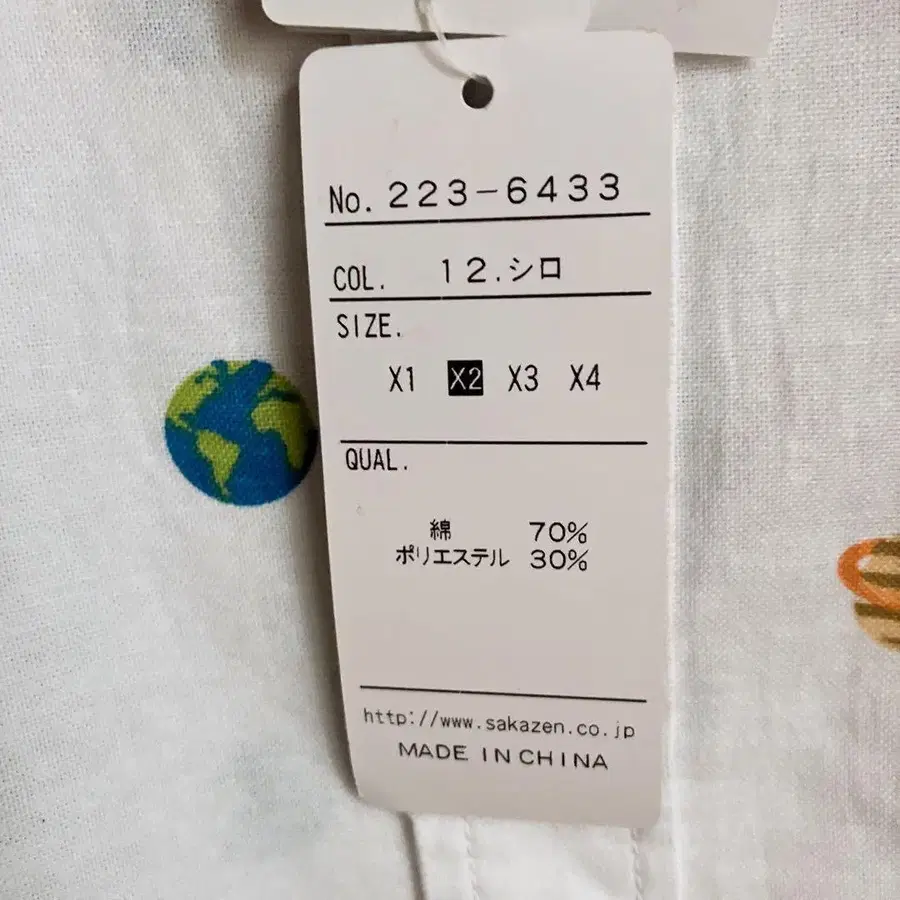 No. 223-6433
COL. 12.シロ
SIZE.
X1 X2 X3 X4
QUAL.
綿 70%
ポリエステル 30%
http://www.sakazen.co.jp
MADE IN CHINA